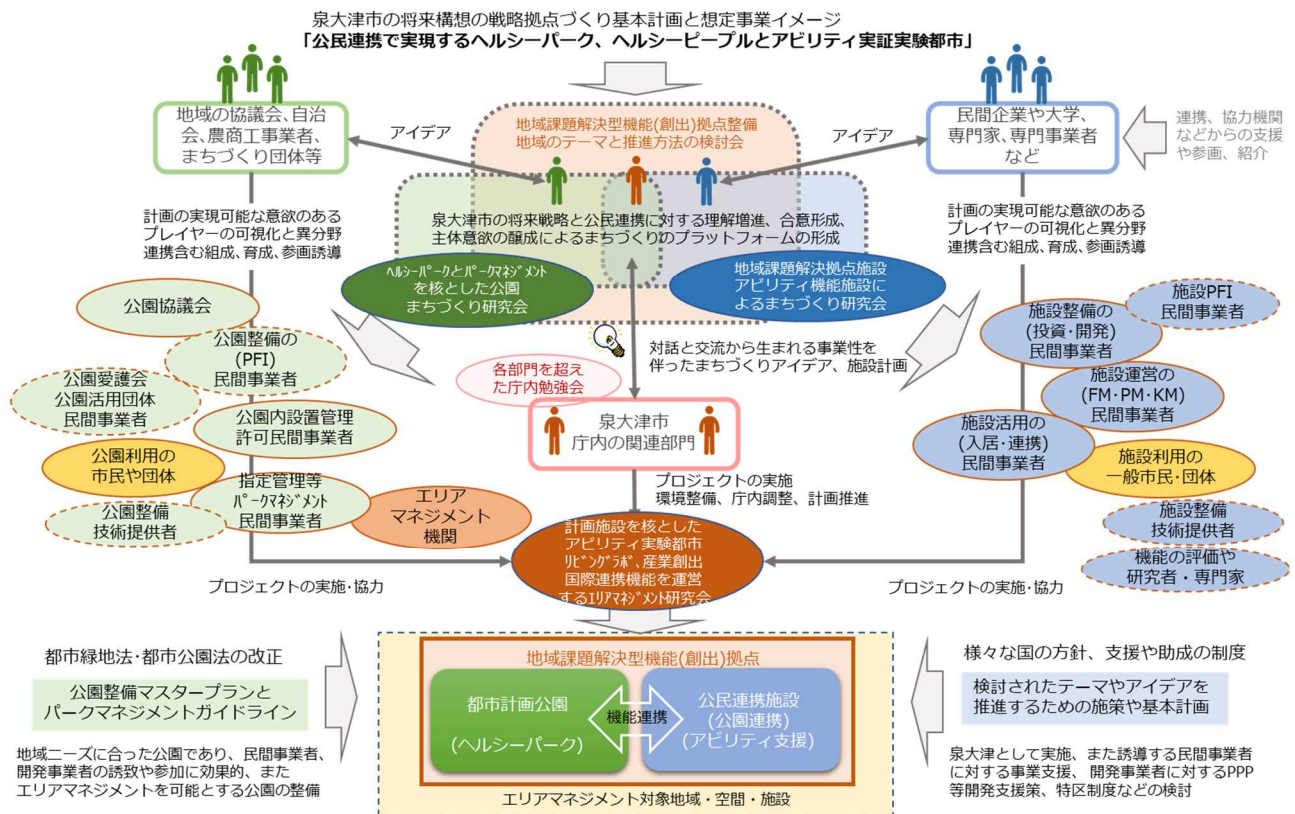 泉大津市の将来構想の戦略拠点づくり基本計画と想定事業イメージ
「公民連携で実現するヘルシーパーク、ヘルシーピープルとアビリティ実証実験都市」
地域の協議会、自治
会、農商工事業者、
まちづくり団体等
アイデア
地域課題解決型機能(創出)拠点整備
地域のテーマと推進方法の検討会
アイデア
民間企業や大学、
専門家、専門事業者
など
連携、協力機関
などからの支援
や参画、紹介
泉大津市の将来戦略と公民連携に対する理解増進、合意形成、
主体意欲の醸成によるまちづくりのプラットフォームの形成
計画の実現可能な意欲のある
プレイヤーの可視化と異分野
連携含む組成、育成、参画誘導
計画の実現可能な意欲のある
プレイヤーの可視化と異分野
連携含む組成、育成、参画誘導
ﾍﾙｼｰﾊﾟｰｸとﾊﾟｰｸﾏﾈｼﾞﾒﾝﾄ
を核とした公園
まちづくり研究会
地域課題解決拠点施設
アビリティ機能施設
によるまちづくり研究会
公園協議会
公園整備の
(PFI)
民間事業者
公園愛護会
公園活用団体
民間事業者
公園内設置管理
許可民間事業者
公園利用の
市民や団体
指定管理等
ﾊﾟｰｸﾏﾈｼﾞﾒﾝﾄ
民間事業者
公園整備
技術提供者
エリア
マネジメント
機関
各部門を超え
た庁内勉強会
対話と交流から生まれる事業性を
伴ったまちづくりアイデア、施設計画
泉大津市
庁内の関連部門
プロジェクトの実施
環境整備、庁内調整、計画推進
施設PFI
民間事業者
施設整備の
(投資・開発)
民間事業者
施設運営の
(FM・PM・KM)
民間事業者
施設活用の
(入居・連携)
民間事業者
施設利用の
一般市民・団体
施設整備
技術提供者
機能の評価や
研究者・専門家
計画施設を核とした
アビリティ実験都市
ﾘﾋﾞﾝｸﾞﾗﾎﾞ、産業創出
国際連携機能を運営
するｴﾘｱﾏﾈｼﾞﾒﾝﾄ研究会
プロジェクトの実施・協力
プロジェクトの実施・協力
都市緑地法・都市公園法の改正
公園整備マスタープランと
パークマネジメントガイドライン
地域ニーズに合った公園であり、民間事業者、
開発事業者の誘致や参加に効果的、また
エリアマネジメントを可能とする公園の整備
地域課題解決型機能(創出)拠点
都市計画公園
(ヘルシーパーク)
機能連携
公民連携施設
(公園連携)
(アビリティ支援)
エリアマネジメント対象地域・空間・施設
様々な国の方針、支援や助成の制度
検討されたテーマやアイデアを
推進するための施策や基本計画
泉大津として実施、また誘導する民間事業者
に対する事業支援、 開発事業者に対するPPP
等開発支援策、特区制度などの検討